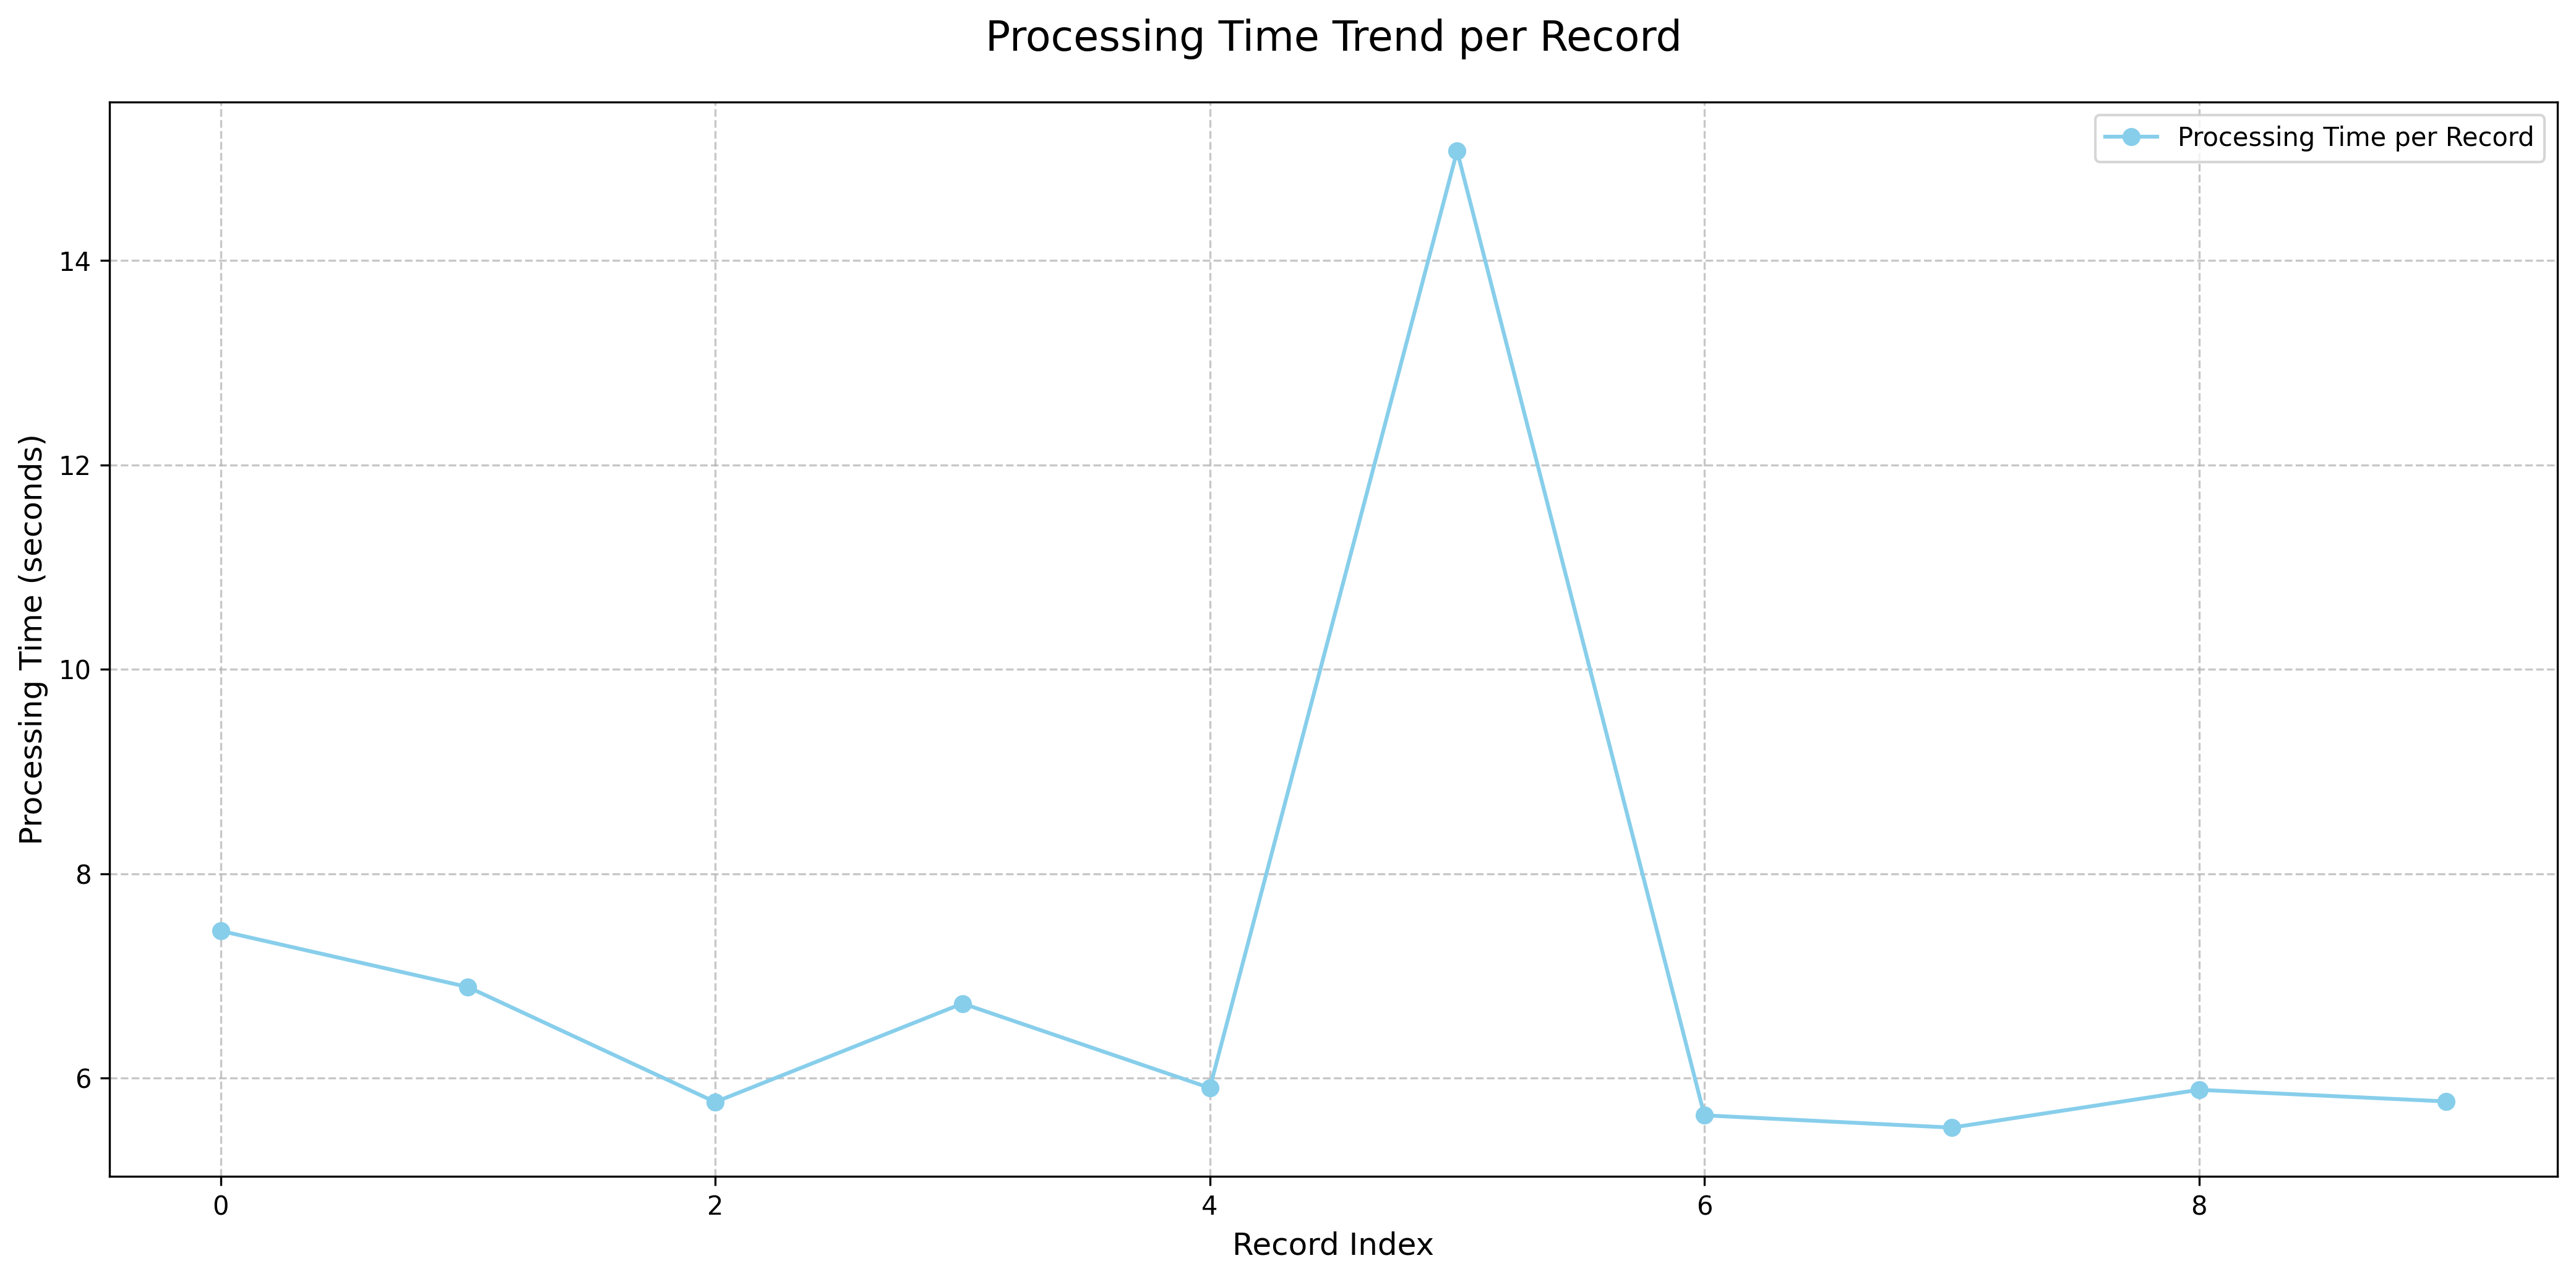 Processing Time Trend per Record
Processing Time per Record
Processing Time (seconds)
14
12
10
8
6
0 2 4 6 8
Record Index